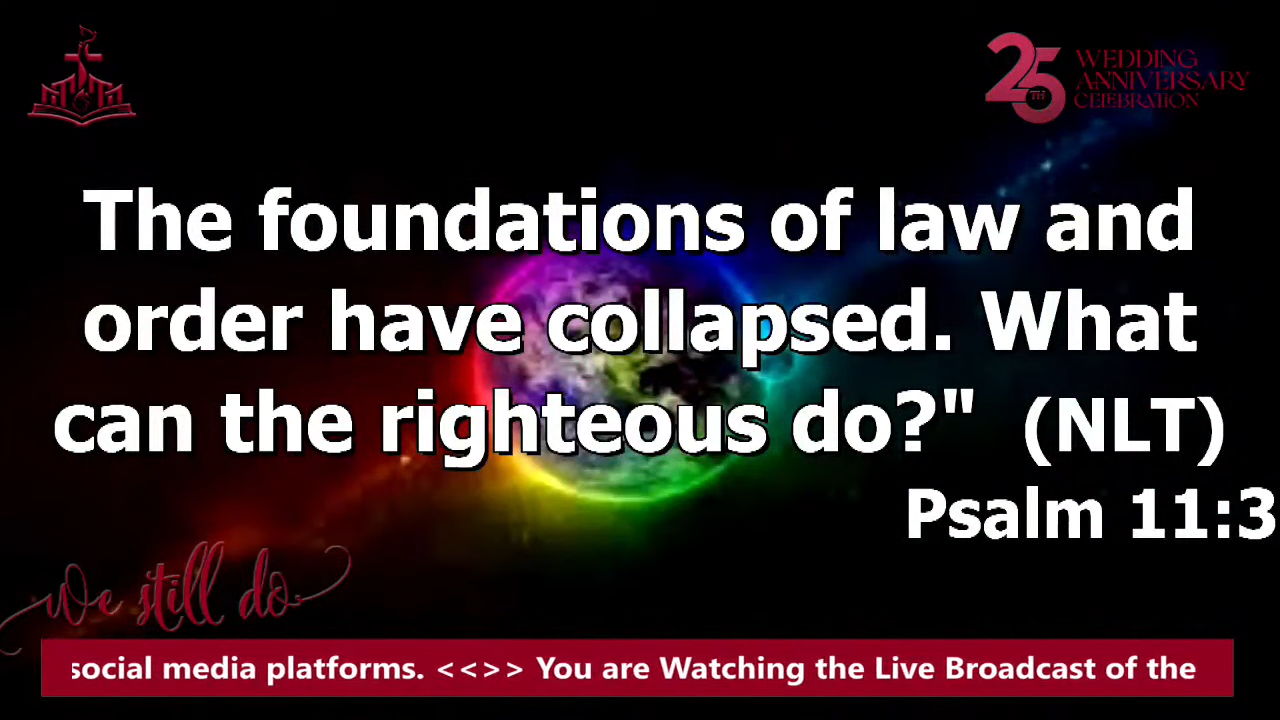 25TH
WEDDING
ANNIVERSARY
CELEBRATION
The foundations of law and
order have collapsed. What
can the righteous do?" (NLT)
Psalm 11:3
We still do
social media platforms. <<>> You are Watching the Live Broadcast of the